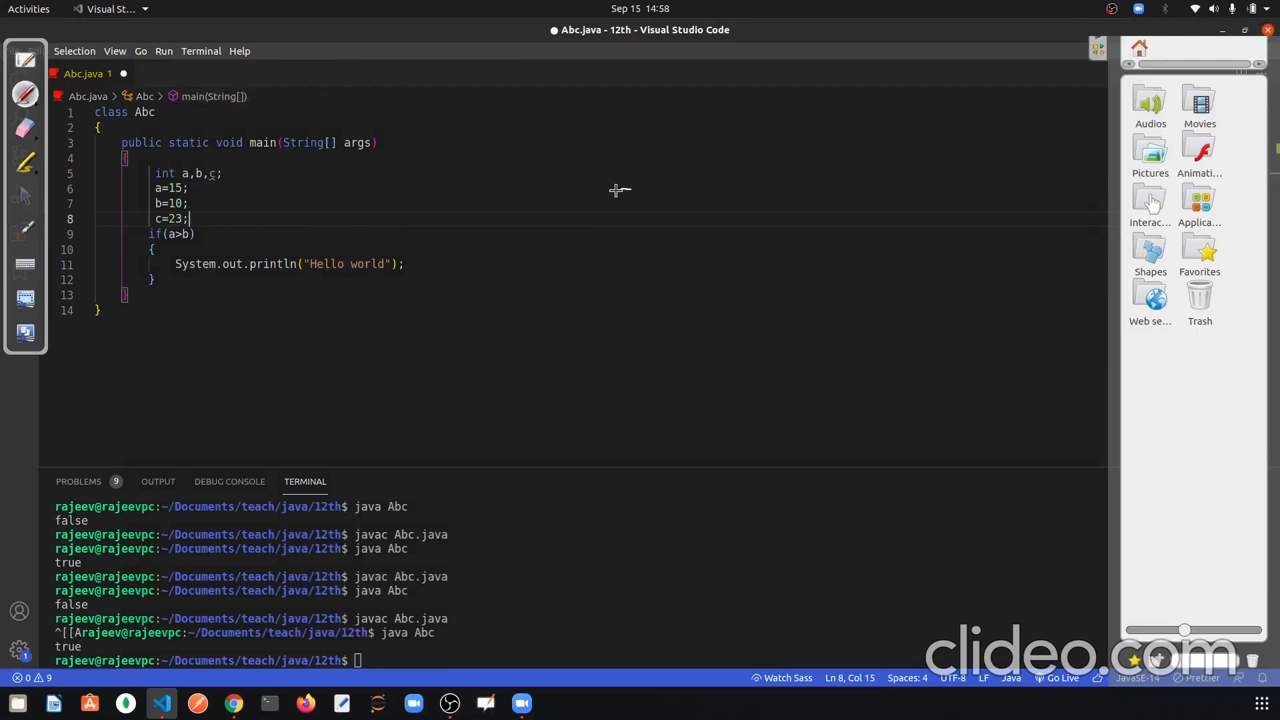 Activities Visual St... Sep 15 14:58
Abc.java - 12th - Visual Studio Code
Selection View Go Run Terminal Help
Abc.java 1
Abc.java > Abc > main(String[])
1 class Abc
2 {
3 public static void main(String[] args)
4 {
5 int a,b,c;
6 a=15;
7 b=10;
8 c=23;
9 if(a>b)
10 {
11 System.out.println("Hello world");
12 }
13 }
14 }
Audios Movies
Pictures Animati...
Interac... Applica...
Shapes Favorites
Web se... Trash
PROBLEMS 9 OUTPUT DEBUG CONSOLE TERMINAL
rajeev@rajeevpc:~/Documents/teach/java/12th$ java Abc
false
rajeev@rajeevpc:~/Documents/teach/java/12th$ javac Abc.java
rajeev@rajeevpc:~/Documents/teach/java/12th$ java Abc
true
rajeev@rajeevpc:~/Documents/teach/java/12th$ javac Abc.java
rajeev@rajeevpc:~/Documents/teach/java/12th$ java Abc
false
rajeev@rajeevpc:~/Documents/teach/java/12th$ javac Abc.java
^[[Arajeev@rajeevpc:~/Documents/teach/java/12th$ java Abc
true
rajeev@rajeevpc:~/Documents/teach/java/12th$
clideo.com
0 9 Watch Sass Ln 8, Col 15 Spaces: 4 UTF-8 LF Java Go Live JavaSE-14 Prettier